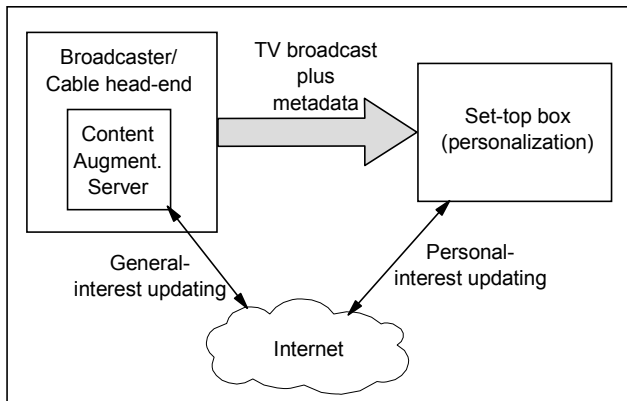 Broadcaster/
Cable head-end
Content
Augment.
Server
TV broadcast
plus
metadata
Set-top box
(personalization)
General-
interest updating
Personal-
interest updating
Internet